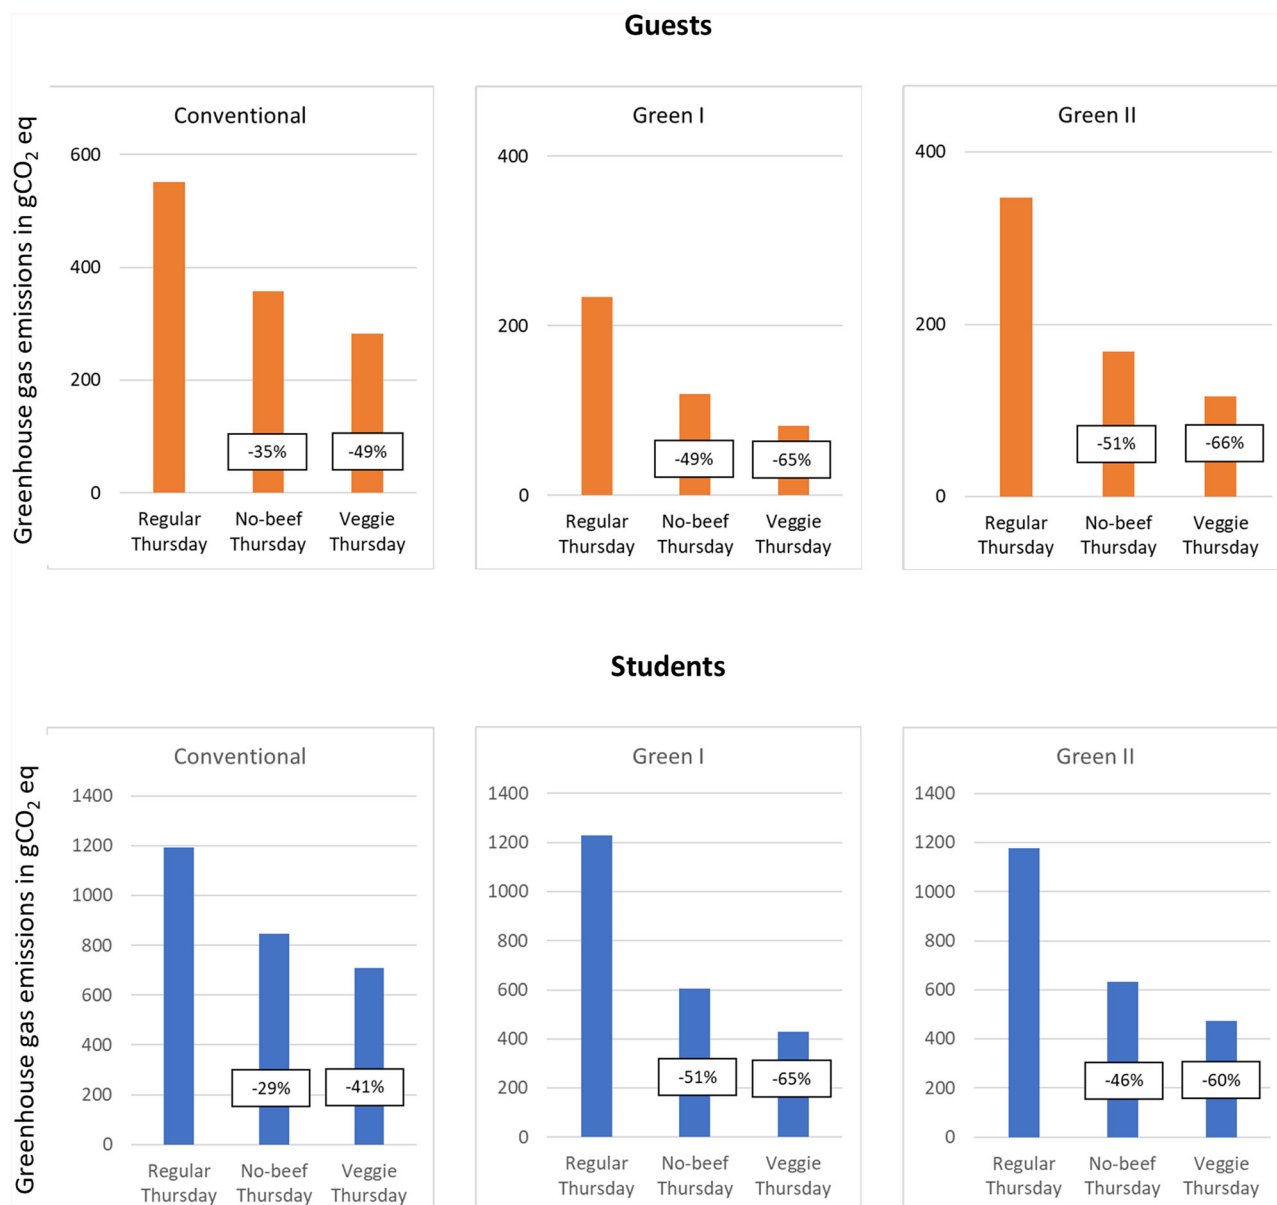 Guests
Greenhouse gas emissions in gCO₂ eq
Conventional
600
400
200
0
-35%
-49%
Regular
Thursday
No-beef
Thursday
Veggie
Thursday
Green I
400
200
0
-49%
-65%
Regular
Thursday
No-beef
Thursday
Veggie
Thursday
Green II
400
200
0
-51%
-66%
Regular
Thursday
No-beef
Thursday
Veggie
Thursday
Students
Greenhouse gas emissions in gCO₂ eq
Conventional
1400
1200
1000
800
600
400
200
0
-29%
-41%
Regular
Thursday
No-beef
Thursday
Veggie
Thursday
Green I
1400
1200
1000
800
600
400
200
0
-51%
-65%
Regular
Thursday
No-beef
Thursday
Veggie
Thursday
Green II
1400
1200
1000
800
600
400
200
0
-46%
-60%
Regular
Thursday
No-beef
Thursday
Veggie
Thursday